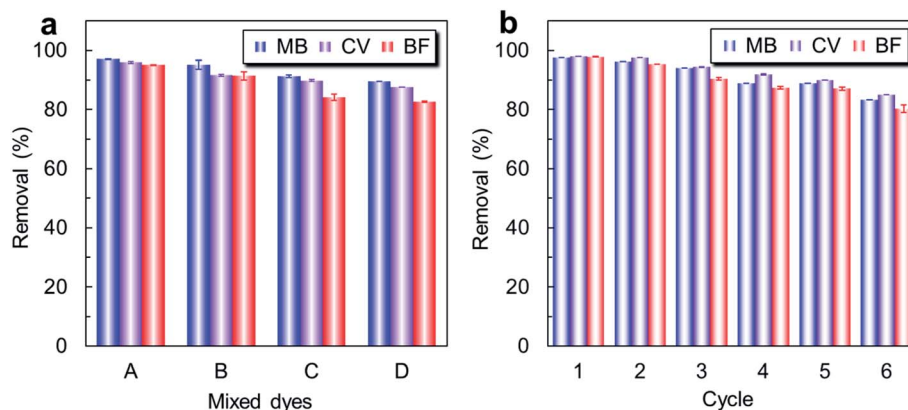 a
MB CV BF
100
80
60
40
20
0
Removal (%)
A B C D
Mixed dyes
b
MB CV BF
100
80
60
40
20
0
Removal (%)
1 2 3 4 5 6
Cycle